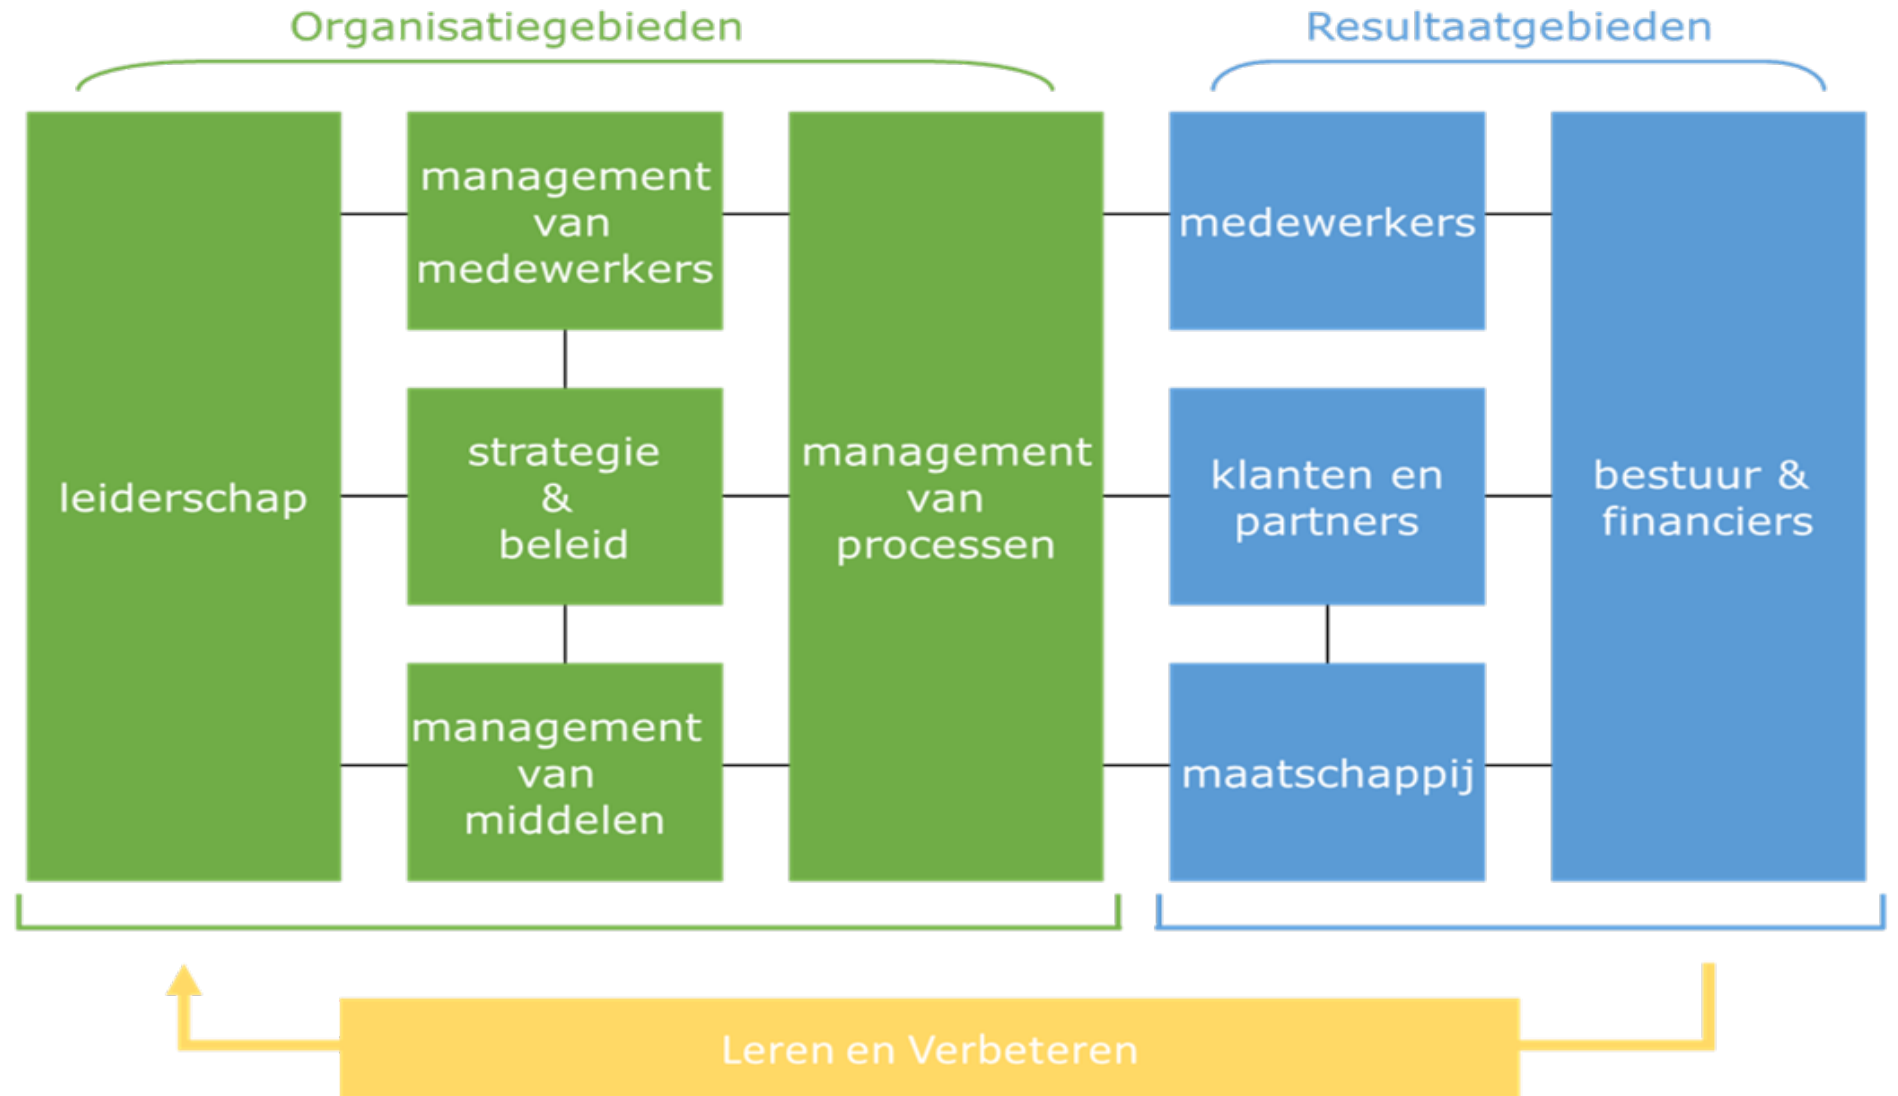 Organisatiegebieden
Resultaatgebieden
leiderschap
management
van
medewerkers
strategie
&
beleid
management
van
middelen
management
van
processen
medewerkers
klanten en
partners
maatschappij
bestuur &
financiers
Leren en Verbeteren